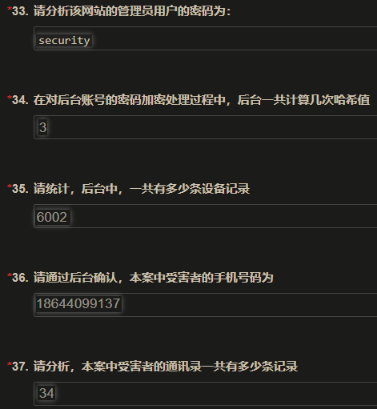 *33. 请分析该网站的管理员用户的密码为：
security
*34. 在对后台账号的密码加密处理过程中，后台一共计算几次哈希值
3
*35. 请统计，后台中，一共有多少条设备记录
6002
*36. 请通过后台确认，本案中受害者的手机号码为
18644099137
*37. 请分析，本案中受害者的通讯录一共有多少条记录
34